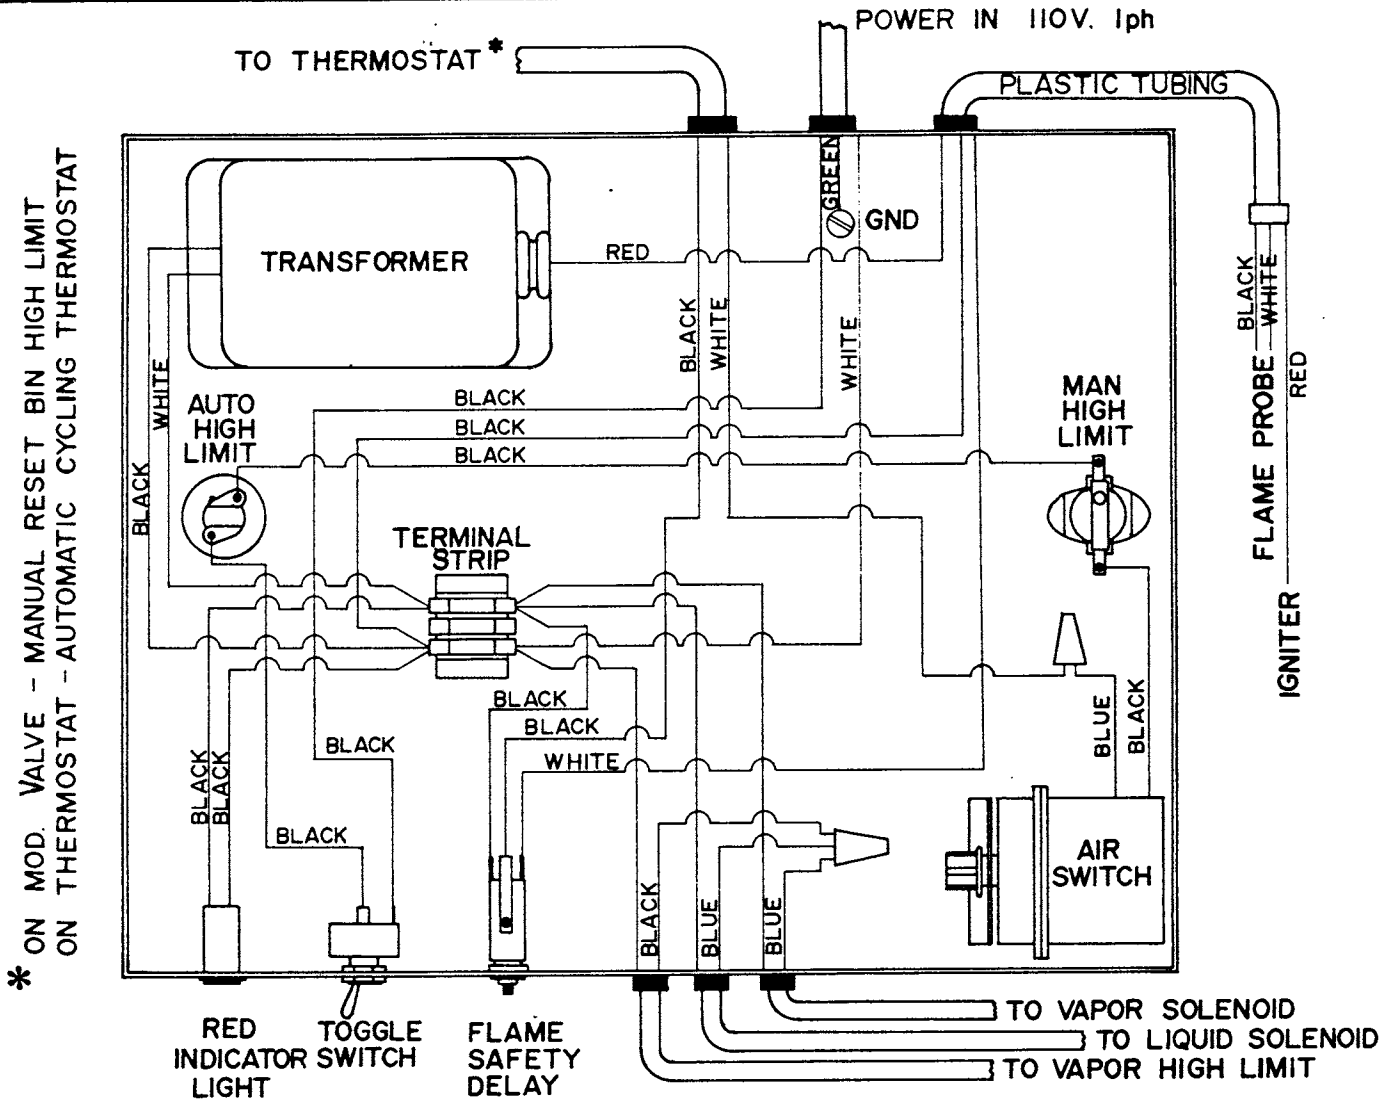 POWER IN 110V. 1ph
TO THERMOSTAT *
PLASTIC TUBING
GREEN
GND
TRANSFORMER
RED
BLACK
WHITE
WHITE
BLACK
WHITE
RED
FLAME PROBE
IGNITER
WHITE
BLACK
AUTO
HIGH
LIMIT
BLACK
BLACK
BLACK
MAN
HIGH
LIMIT
TERMINAL
STRIP
BLACK
BLACK
WHITE
BLACK
BLUE
BLACK
BLACK
BLACK
BLACK
BLACK
BLUE
BLUE
AIR
SWITCH
RED
INDICATOR
LIGHT
TOGGLE
SWITCH
FLAME
SAFETY
DELAY
TO VAPOR SOLENOID
TO LIQUID SOLENOID
TO VAPOR HIGH LIMIT
* ON MOD. VALVE - MANUAL RESET BIN HIGH LIMIT
ON THERMOSTAT - AUTOMATIC CYCLING THERMOSTAT